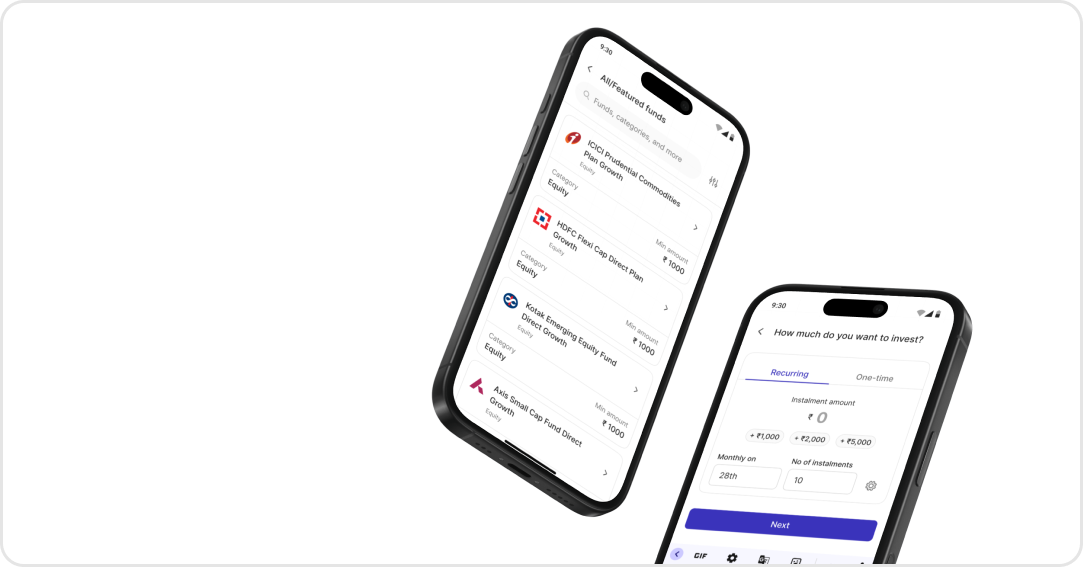 9:30
All/Featured funds
Funds, categories, and more
ICICI Prudential Commodities
Plan Growth
Equity
Category
Equity
Min amount
₹ 1000
HDFC Flexi Cap Direct Plan
Growth
Equity
Category
Equity
Min amount
₹ 1000
Kotak Emerging Equity Fund
Direct Growth
Equity
Category
Equity
Min amount
₹ 1000
Axis Small Cap Fund Direct
Growth
Equity
9:30
How much do you want to invest?
Recurring
One-time
Instalment amount
₹ 0
+ ₹1,000
+ ₹2,000
+ ₹5,000
Monthly on
No of instalments
28th
10
Next
GIF